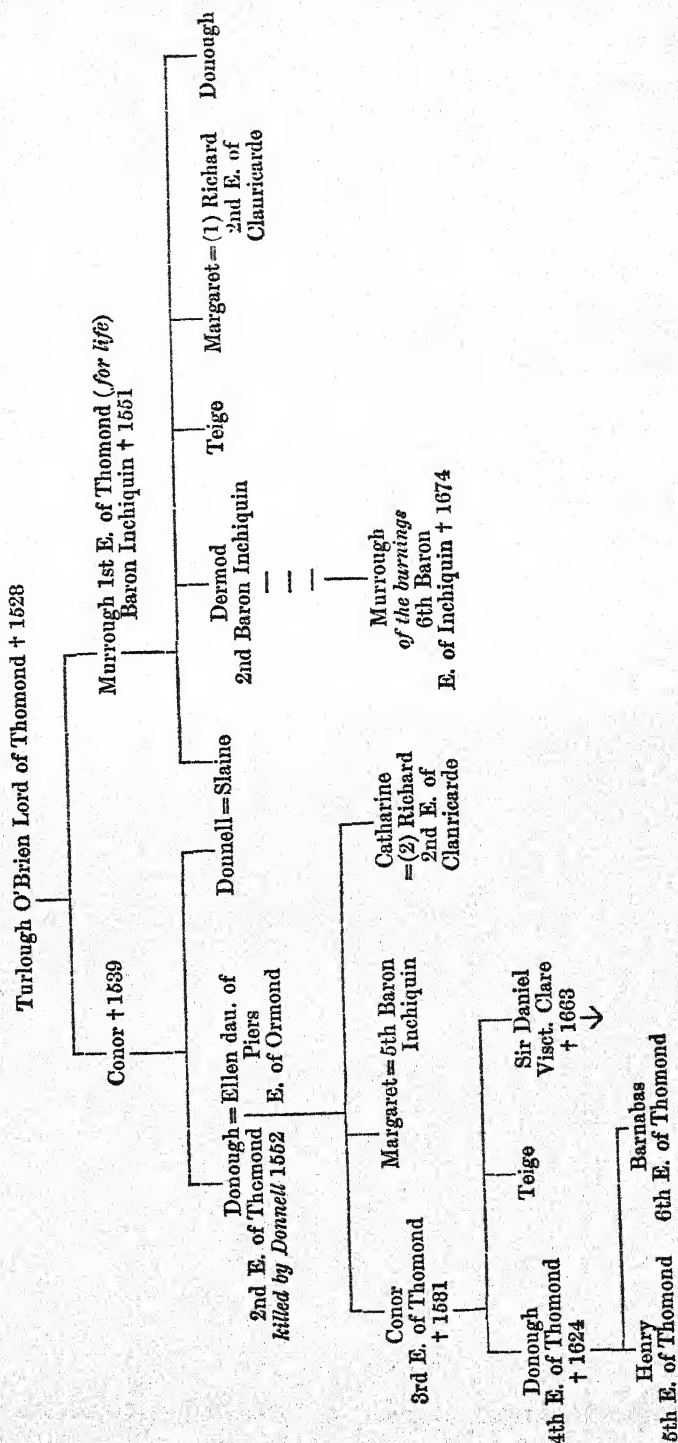 Turlough O'Brien Lord of Thomond † 1528
Conor † 1539
Murrough 1st E. of Thomond (for life)
Baron Inchiquin † 1551
Donough = Ellen dau. of
Piers
E. of Ormond
2nd E. of Thomond
killed by Donnell 1552
Donnell = Slaine
Dermod
2nd Baron Inchiquin
Teige
Margaret = (1) Richard
2nd E. of
Clanricarde
Donough
Conor
3rd E. of Thomond
† 1581
Margaret = 5th Baron
Inchiquin
Catharine
= (2) Richard
2nd E. of
Clanricarde
Murrough
of the burnings
6th Baron
E. of Inchiquin † 1674
Donough
4th E. of Thomond
† 1624
Teige
Sir Daniel
Visct. Clare
† 1663
Henry
5th E. of Thomond
Barnabas
6th E. of Thomond